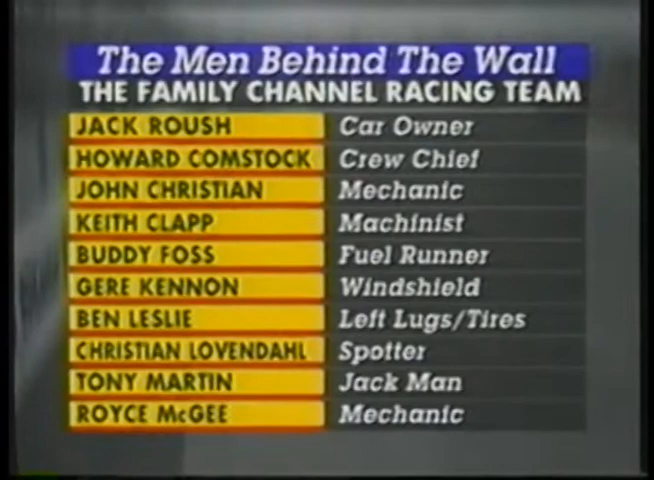 The Men Behind The Wall
THE FAMILY CHANNEL RACING TEAM
JACK ROUSH Car Owner
HOWARD COMSTOCK Crew Chief
JOHN CHRISTIAN Mechanic
KEITH CLAPP Machinist
BUDDY FOSS Fuel Runner
GERE KENNON Windshield
BEN LESLIE Left Lugs/Tires
CHRISTIAN LOVENDAHL Spotter
TONY MARTIN Jack Man
ROYCE McGEE Mechanic